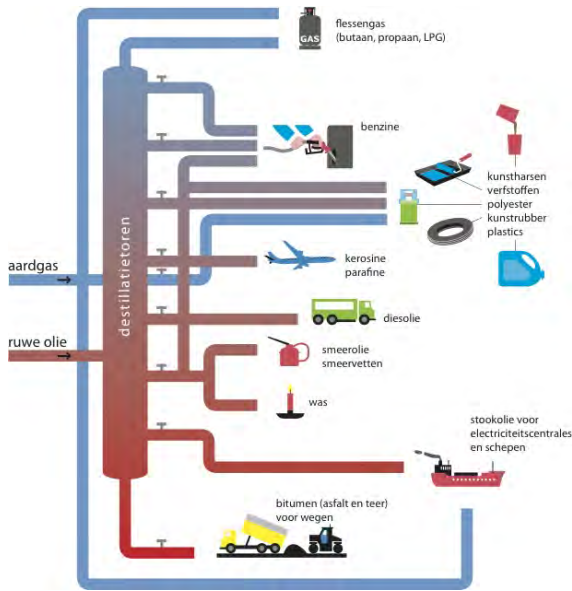 flessengas
(butaan, propaan, LPG)
GAS
benzine
kunstharsen
verfstoffen
polyester
kunstrubber
plastics
aardgas
destillatietoren
kerosine
parafine
diesolie
ruwe olie
smeerolie
smeervetten
was
stookolie voor
electriciteitscentrales
en schepen
bitumen (asfalt en teer)
voor wegen